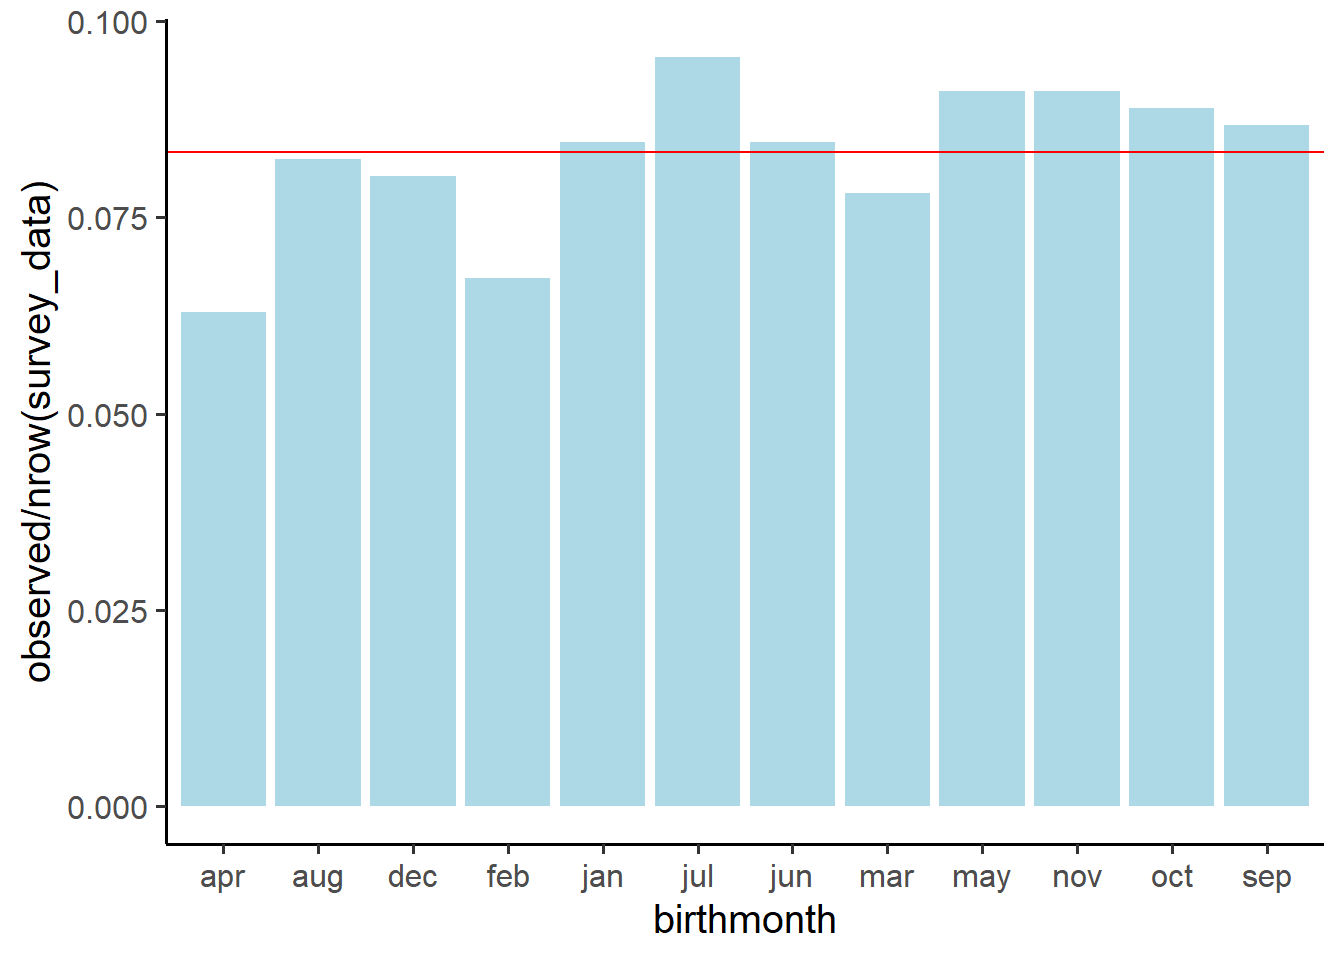 observed/nrow(survey_data)
0.100
0.075
0.050
0.025
0.000
apr aug dec feb jan jul jun mar may nov oct sep
birthmonth